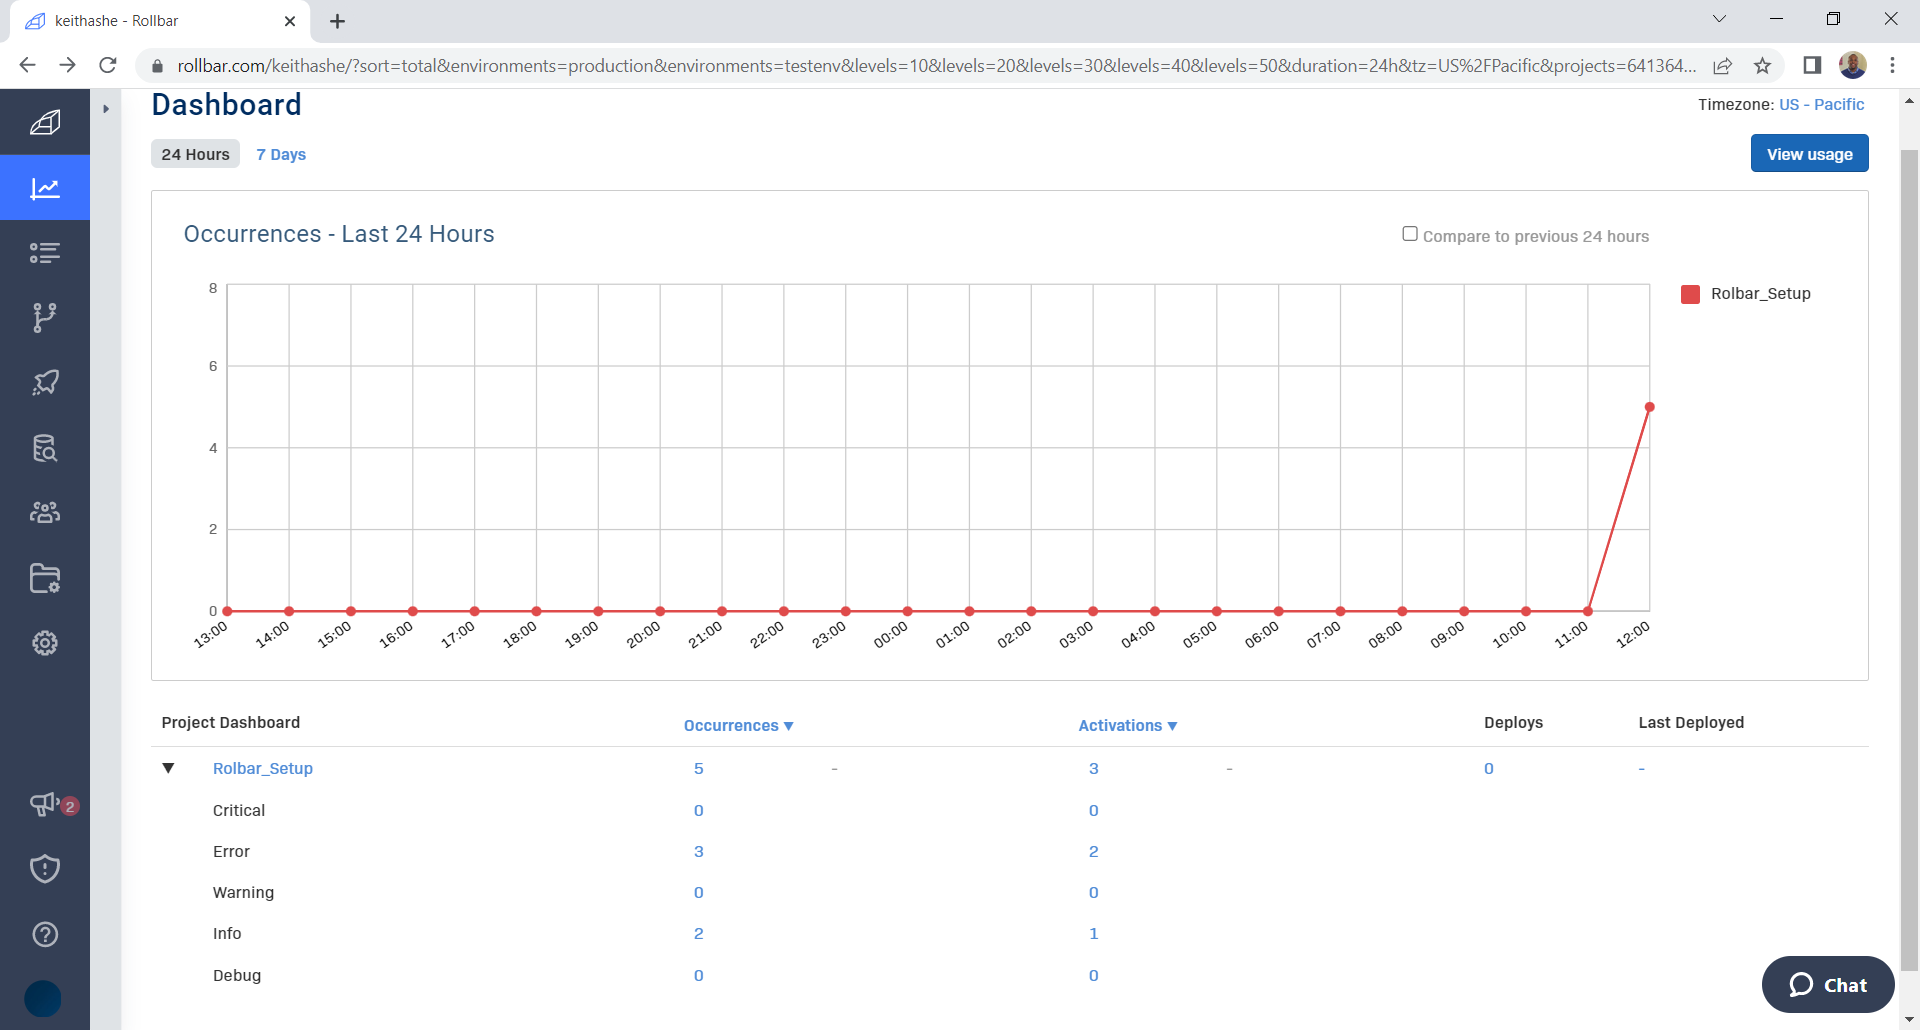 keithashe - Rollbar
rollbar.com/keithashe/?sort=total&environments=production&environments=testenv&levels=10&levels=20&levels=30&levels=40&levels=50&duration=24h&tz=US%2FPacific&projects=641364...
Dashboard
Timezone: US - Pacific
24 Hours 7 Days
View usage
Occurrences - Last 24 Hours
Compare to previous 24 hours
8
Rolbar_Setup
6
4
2
0
13:00 14:00 15:00 16:00 17:00 18:00 19:00 20:00 21:00 22:00 23:00 00:00 01:00 02:00 03:00 04:00 05:00 06:00 07:00 08:00 09:00 10:00 11:00 12:00
Project Dashboard Occurrences ▼ Activations ▼ Deploys Last Deployed
▼ Rolbar_Setup 5 - 3 - 0 -
Critical 0 0
2
Error 3 2
Warning 0 0
Info 2 1
Debug 0 0
Chat